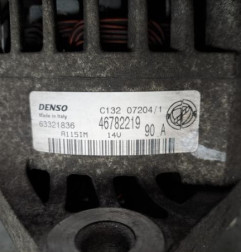 DENSO
Made in Italy
C132 07204/1
63321836
46782219
A115IM 14V
90 A